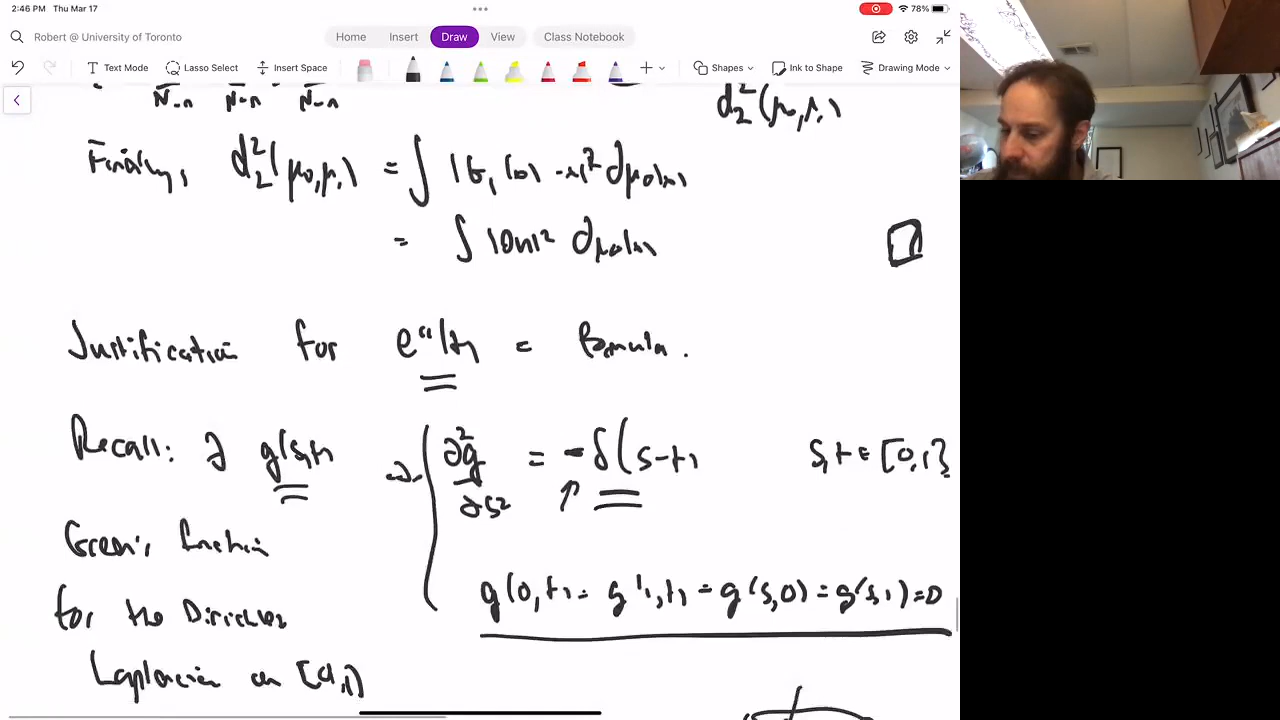 2:46 PM Thu Mar 17
78%
Robert @ University of Toronto
Home Insert Draw View Class Notebook
Text Mode Lasso Select Insert Space Shapes Ink to Shape Drawing Mode
N-n N-n N-n
d₂²(μ₀,μ₁)
Finally, d₂²(μ₀,μ₁) = ∫ |G₁(x) - x|² dμ₀(x)
= ∫ |Du|² dμ₀(x) □
Justification for e"(t) = formula.
Recall: ∃ g(s,t) ∂²g/∂s² = -δ(s-t) s,t ∈ [0,1].
↑
Green's function
g(0,t) = g(1,t) = g(s,0) = g(s,1) = 0
for the Dirichlet
Laplacian on [0,1]